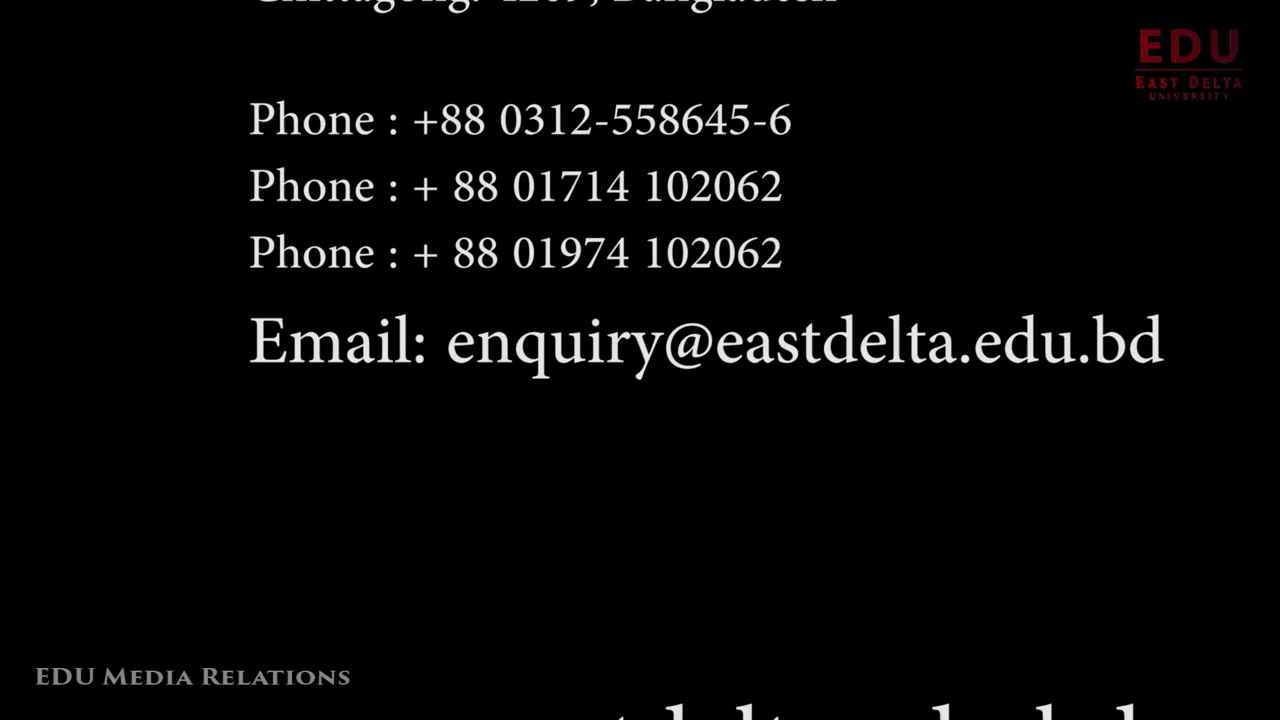 EDU
EAST DELTA
UNIVERSITY
Phone : +88 0312-558645-6
Phone : + 88 01714 102062
Phone : + 88 01974 102062
Email: enquiry@eastdelta.edu.bd
EDU MEDIA RELATIONS